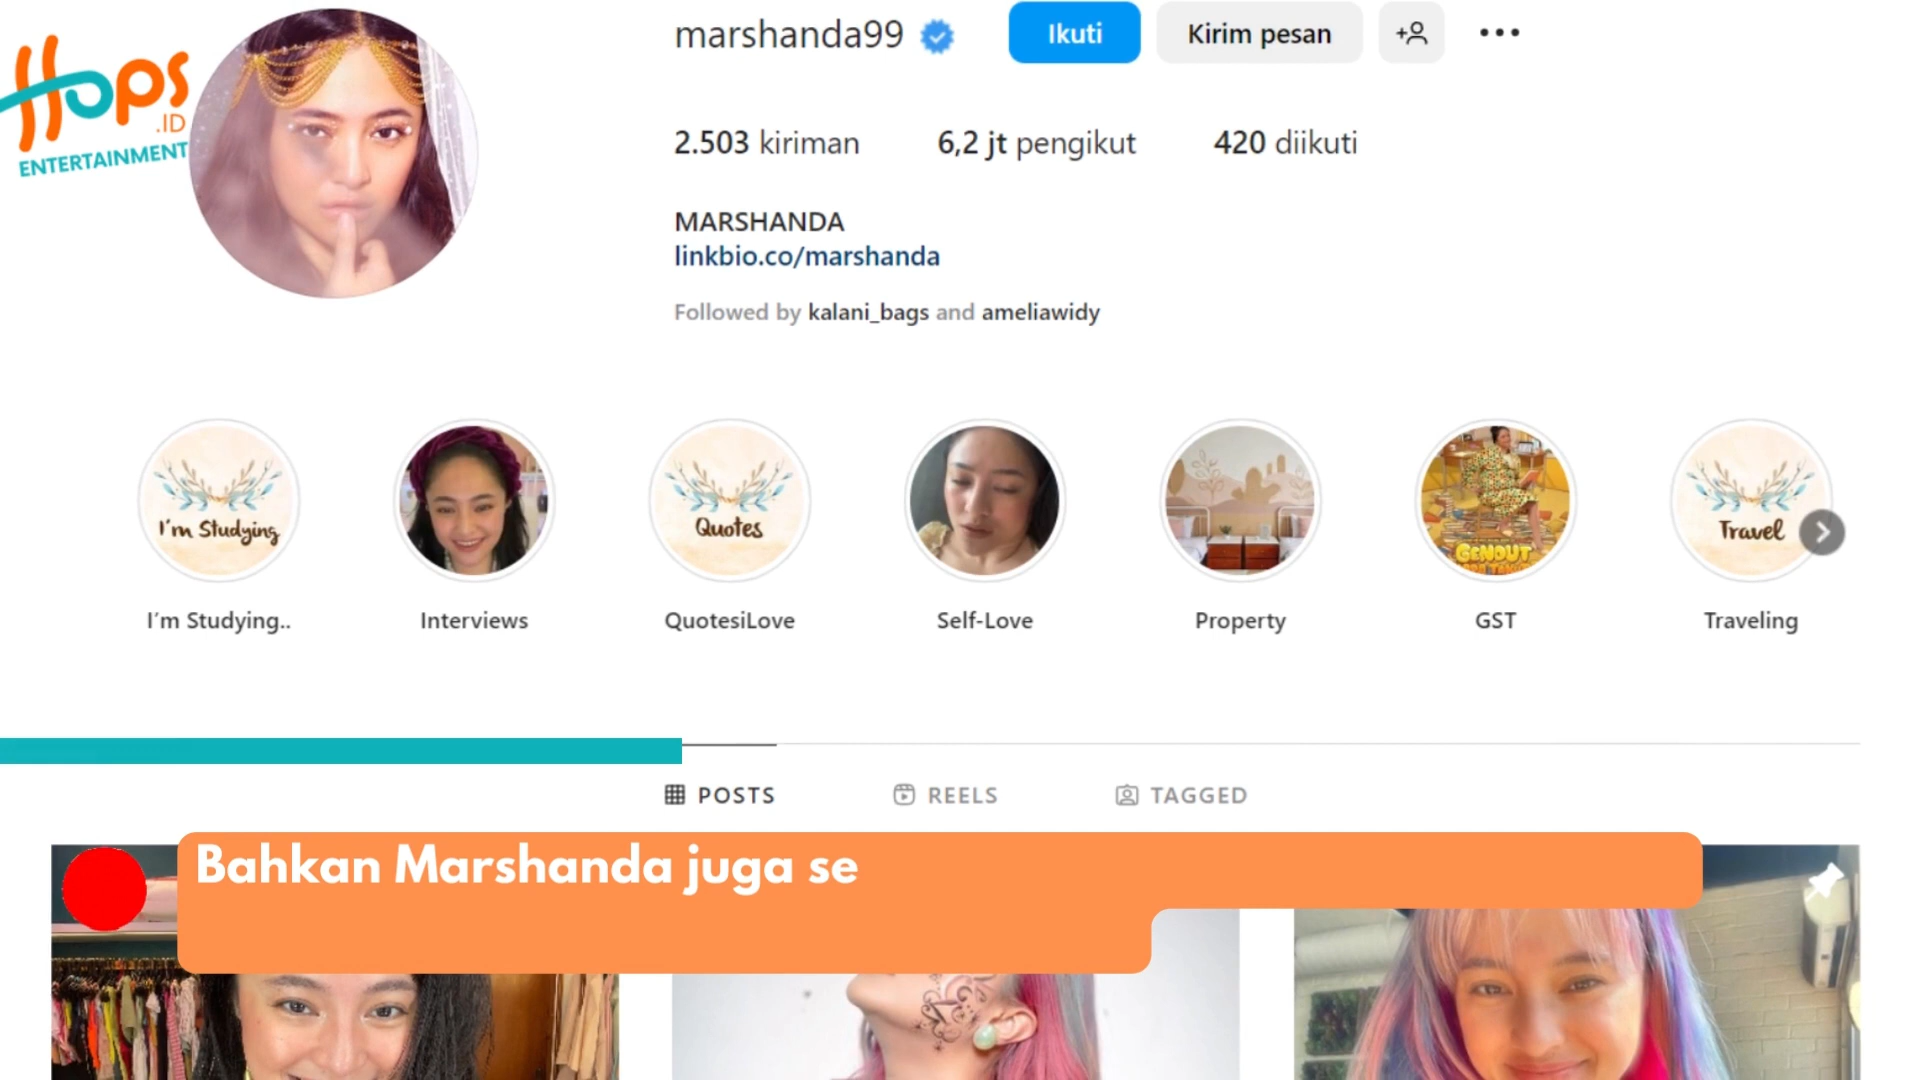 Hops
.ID
ENTERTAINMENT
marshanda99
Ikuti
Kirim pesan
2.503 kiriman
6,2 jt pengikut
420 diikuti
MARSHANDA
linkbio.co/marshanda
Followed by kalani_bags and ameliawidy
I'm Studying
Quotes
GENDUT
Travel
I'm Studying..
Interviews
QuotesiLove
Self-Love
Property
GST
Traveling
POSTS
REELS
TAGGED
Bahkan Marshanda juga se